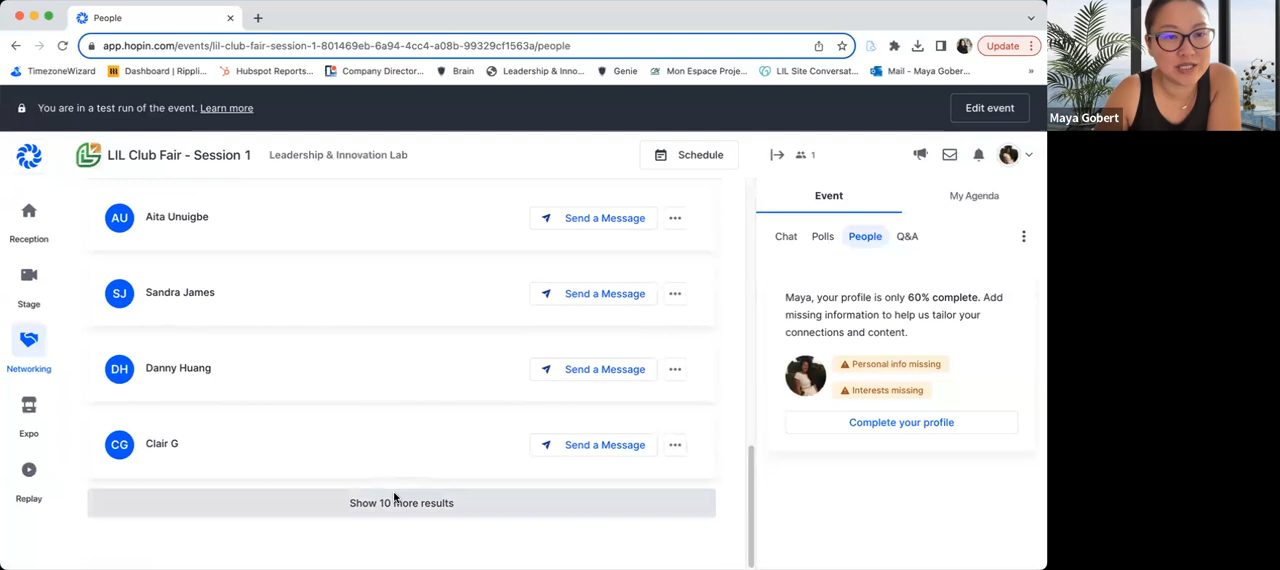 People
app.hopin.com/events/lil-club-fair-session-1-801469eb-6a94-4cc4-a08b-99329cf1563a/people
Update
TimezoneWizard
Dashboard | Rippli...
Hubspot Reports...
Company Director...
Brain
Leadership & Inno...
Genie
Mon Espace Proje...
LIL Site Conversat...
Mail - Maya Gober...
»
Maya Gobert
You are in a test run of the event. Learn more
Edit event
LIL Club Fair - Session 1
Leadership & Innovation Lab
Schedule
1
Reception
Stage
Networking
Expo
Replay
AU
Aita Unuigbe
Send a Message
SJ
Sandra James
Send a Message
DH
Danny Huang
Send a Message
CG
Clair G
Send a Message
Show 10 more results
Event
My Agenda
Chat
Polls
People
Q&A
Maya, your profile is only 60% complete. Add
missing information to help us tailor your
connections and content.
Personal info missing
Interests missing
Complete your profile